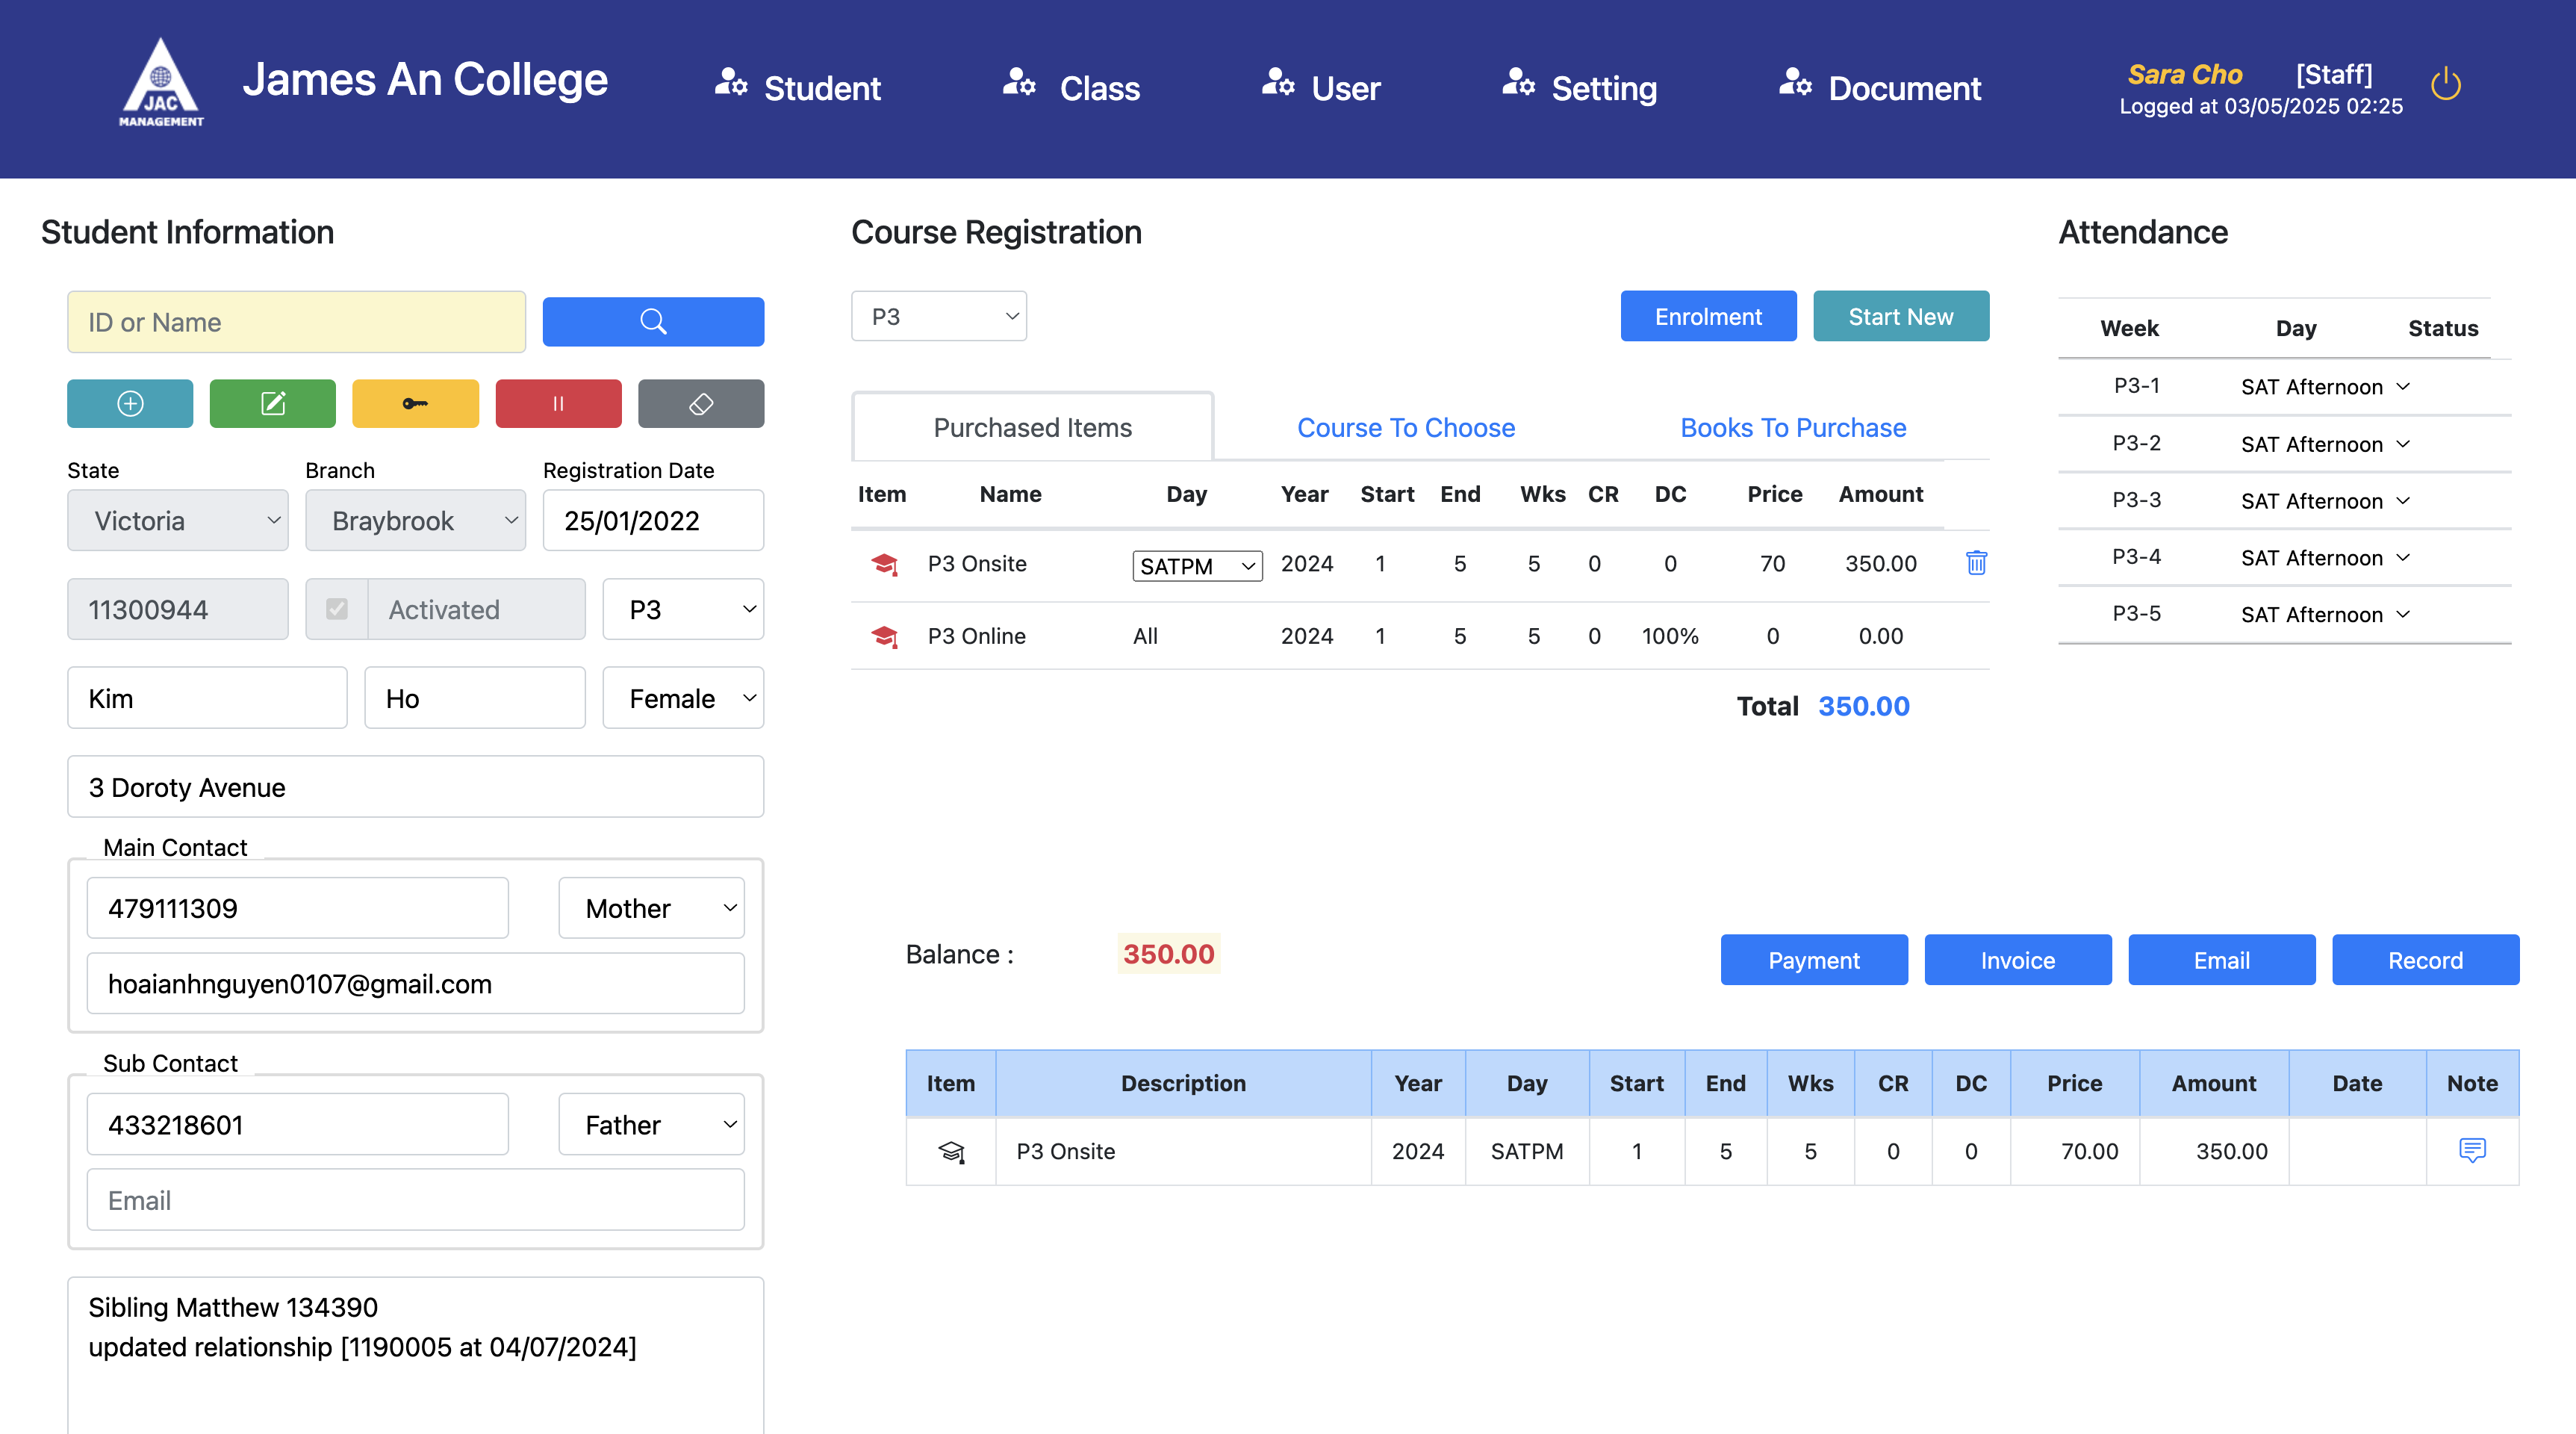 JAC
MANAGEMENT
James An College
Student
Class
User
Setting
Document
Sara Cho [Staff]
Logged at 03/05/2025 02:25
Student Information
ID or Name
State Branch Registration Date
Victoria Braybrook 25/01/2022
11300944 Activated P3
Kim Ho Female
3 Doroty Avenue
Main Contact
479111309 Mother
hoaianhnguyen0107@gmail.com
Sub Contact
433218601 Father
Email
Sibling Matthew 134390
updated relationship [1190005 at 04/07/2024]
Course Registration
P3 Enrolment Start New
Purchased Items Course To Choose Books To Purchase
Item Name Day Year Start End Wks CR DC Price Amount
P3 Onsite SATPM 2024 1 5 5 0 0 70 350.00
P3 Online All 2024 1 5 5 0 100% 0 0.00
Total 350.00
Attendance
Week Day Status
P3-1 SAT Afternoon
P3-2 SAT Afternoon
P3-3 SAT Afternoon
P3-4 SAT Afternoon
P3-5 SAT Afternoon
Balance : 350.00
Payment Invoice Email Record
Item Description Year Day Start End Wks CR DC Price Amount Date Note
P3 Onsite 2024 SATPM 1 5 5 0 0 70.00 350.00